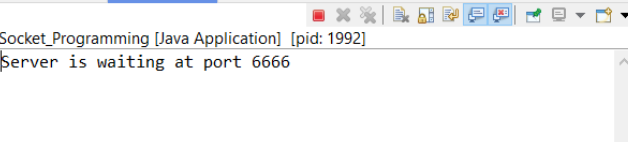 Socket_Programming [Java Application] [pid: 1992]
Server is waiting at port 6666